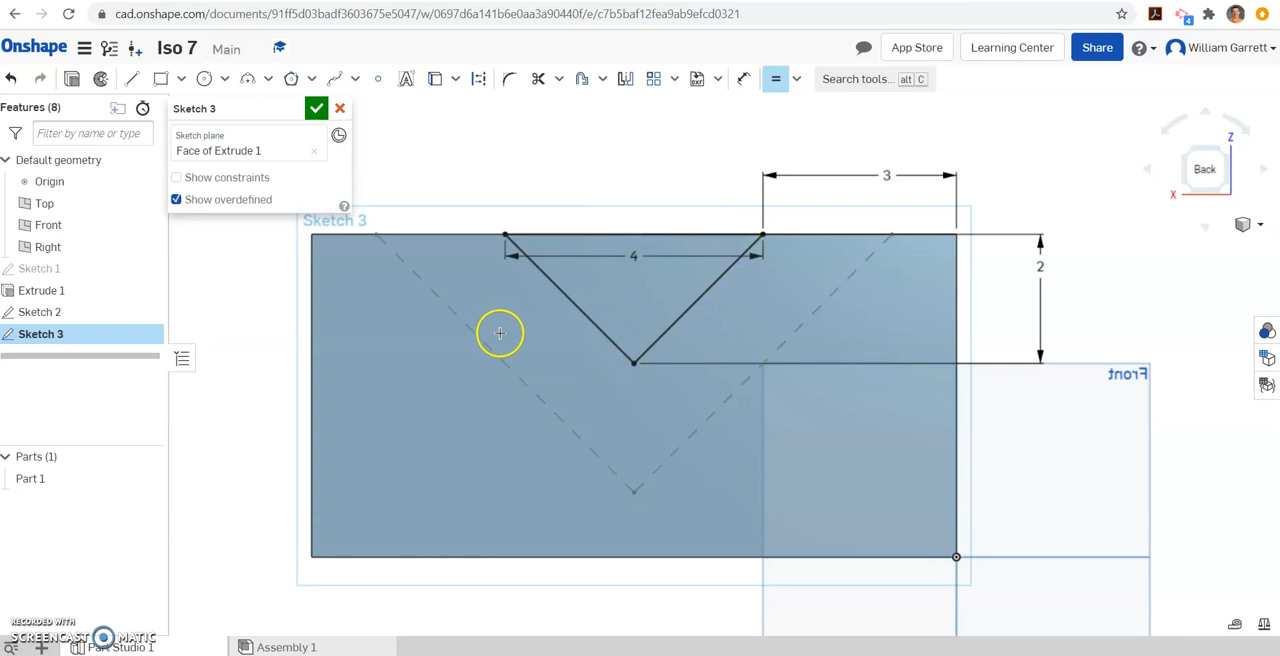 cad.onshape.com/documents/91ff5d03badf3603675e5047/w/0697d6a141b6e0aa3a90440f/e/c7b5baf12fea9ab9efcd0321
4
Onshape Iso 7 Main App Store Learning Center Share William Garrett
Search tools... alt C
Features (8)
Filter by name or type
Default geometry
Origin
Top
Front
Right
Sketch 1
Extrude 1
Sketch 2
Sketch 3
Parts (1)
Part 1
Sketch 3
Sketch plane
Face of Extrude 1
Show constraints
Show overdefined
Sketch 3
3
4
2
Front
Z
Back
X
RECORDED WITH
SCREENCAST MATIC
Part Studio 1
Assembly 1